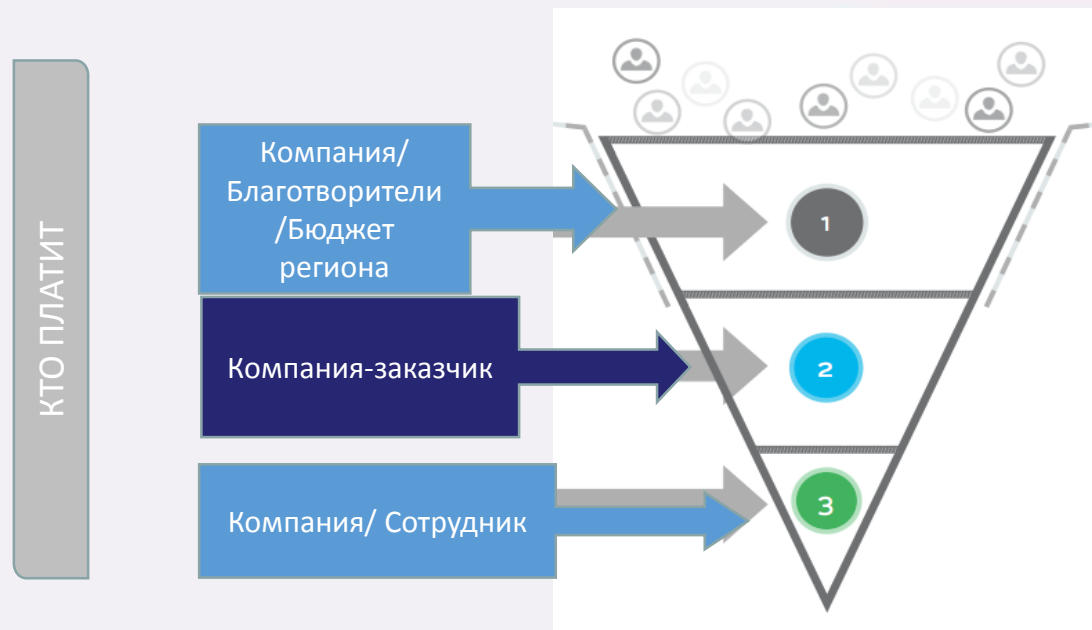 КТО ПЛАТИТ
Компания/
Благотворители
/Бюджет
региона
1
Компания-заказчик
2
Компания/ Сотрудник
3